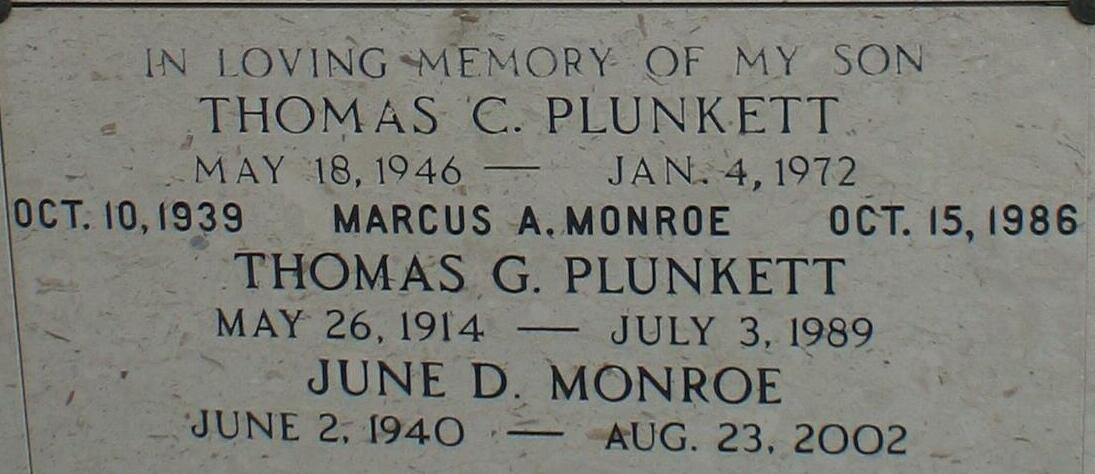 IN LOVING MEMORY OF MY SON
THOMAS C. PLUNKETT
MAY 18, 1946 — JAN. 4, 1972
OCT. 10, 1939 MARCUS A. MONROE OCT. 15, 1986
THOMAS G. PLUNKETT
MAY 26, 1914 — JULY 3, 1989
JUNE D. MONROE
JUNE 2, 1940 — AUG. 23, 2002